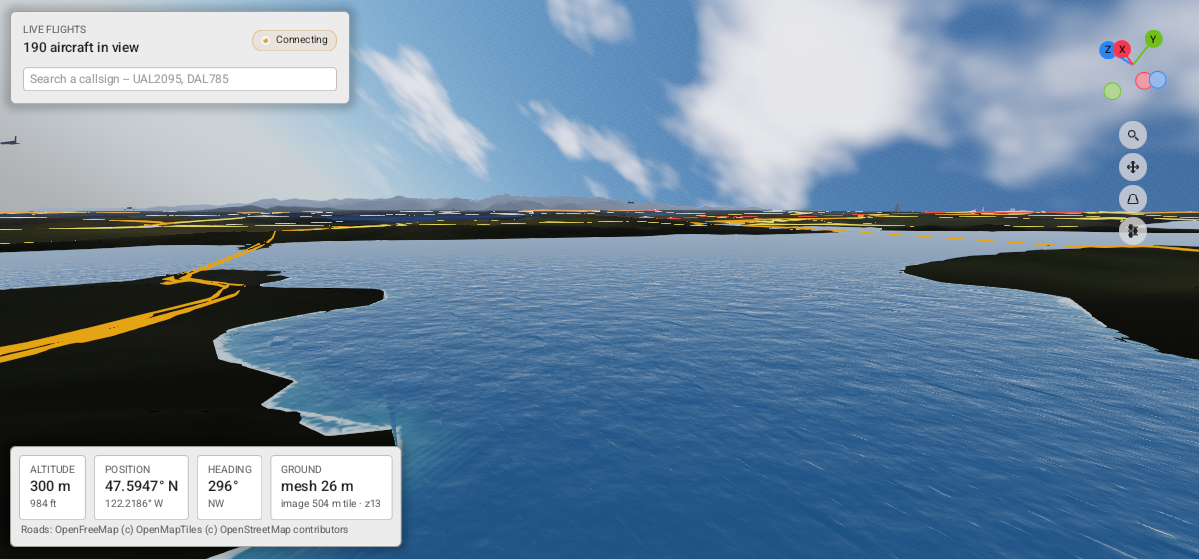 LIVE FLIGHTS
190 aircraft in view
Connecting
Search a callsign – UAL2095, DAL785
Y
Z
X
ALTITUDE
300 m
984 ft
POSITION
47.5947° N
122.2186° W
HEADING
296°
NW
GROUND
mesh 26 m
image 504 m tile · z13
Roads: OpenFreeMap (c) OpenMapTiles (c) OpenStreetMap contributors